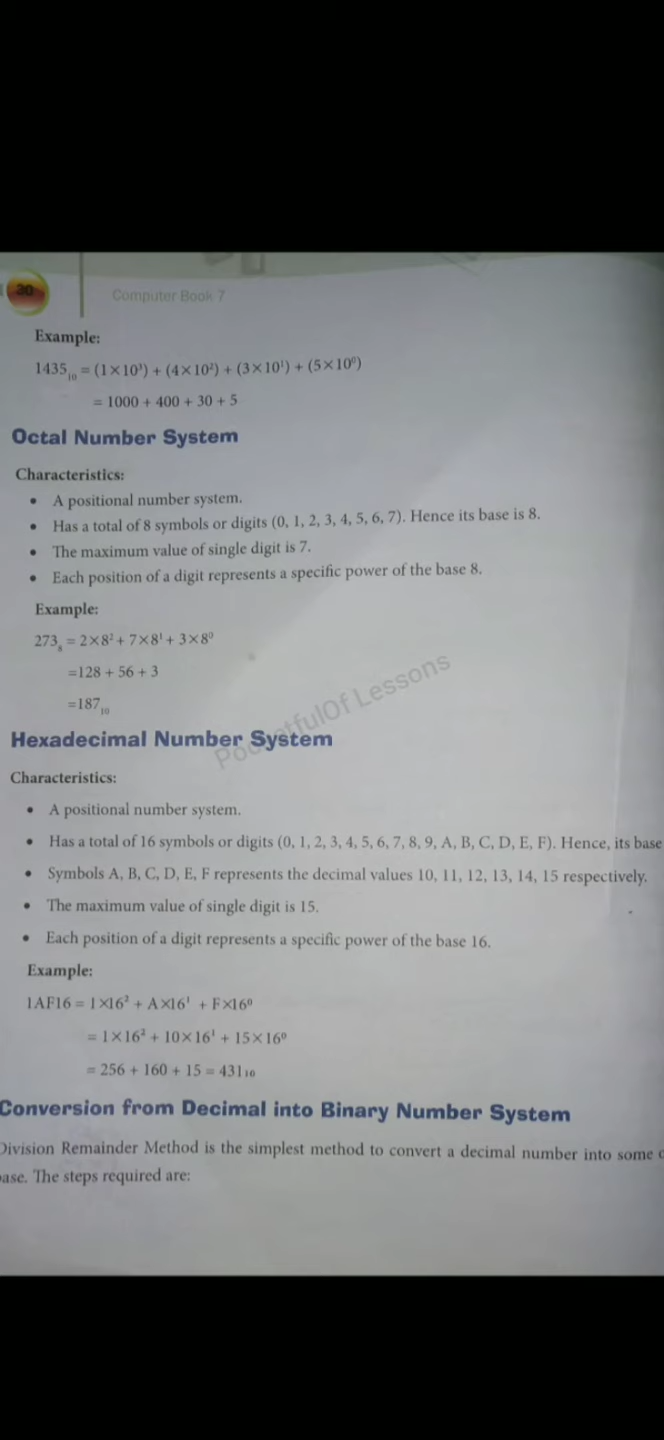 30
Computer Book 7
Example:
1435₁₀ = (1×10³) + (4×10²) + (3×10¹) + (5×10⁰)
= 1000 + 400 + 30 + 5
Octal Number System
Characteristics:
• A positional number system.
• Has a total of 8 symbols or digits (0, 1, 2, 3, 4, 5, 6, 7). Hence its base is 8.
• The maximum value of single digit is 7.
• Each position of a digit represents a specific power of the base 8.
Example:
273₈ = 2×8² + 7×8¹ + 3×8⁰
=128 + 56 + 3
=187₁₀
PocketfulOf Lessons
Hexadecimal Number System
Characteristics:
• A positional number system.
• Has a total of 16 symbols or digits (0, 1, 2, 3, 4, 5, 6, 7, 8, 9, A, B, C, D, E, F). Hence, its base
• Symbols A, B, C, D, E, F represents the decimal values 10, 11, 12, 13, 14, 15 respectively.
• The maximum value of single digit is 15.
• Each position of a digit represents a specific power of the base 16.
Example:
1AF16 = 1×16² + A×16¹ + F×16⁰
= 1×16² + 10×16¹ + 15×16⁰
= 256 + 160 + 15 = 431₁₀
Conversion from Decimal into Binary Number System
Division Remainder Method is the simplest method to convert a decimal number into some
ase. The steps required are: